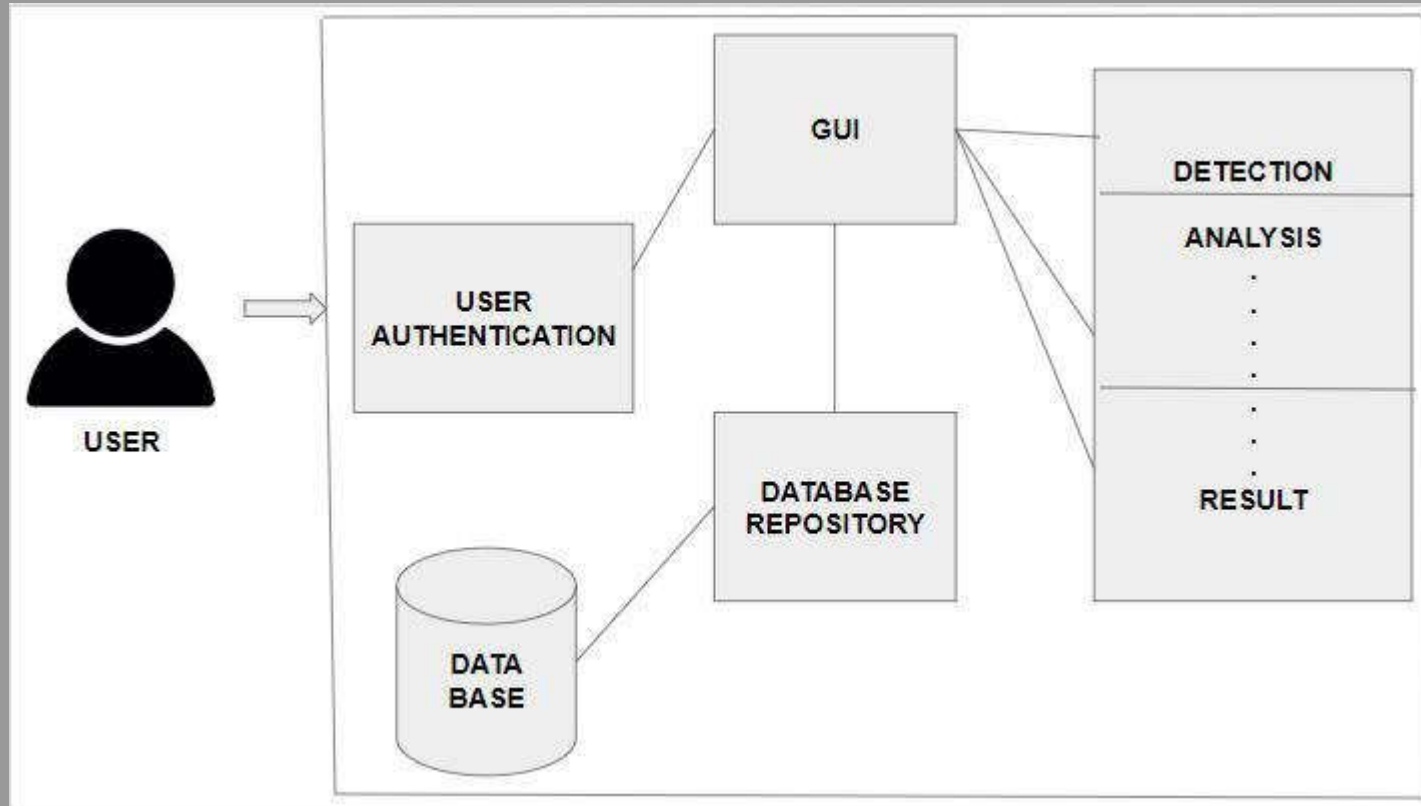 USER
USER
AUTHENTICATION
GUI
DATABASE
REPOSITORY
DATA
BASE
DETECTION
ANALYSIS
RESULT